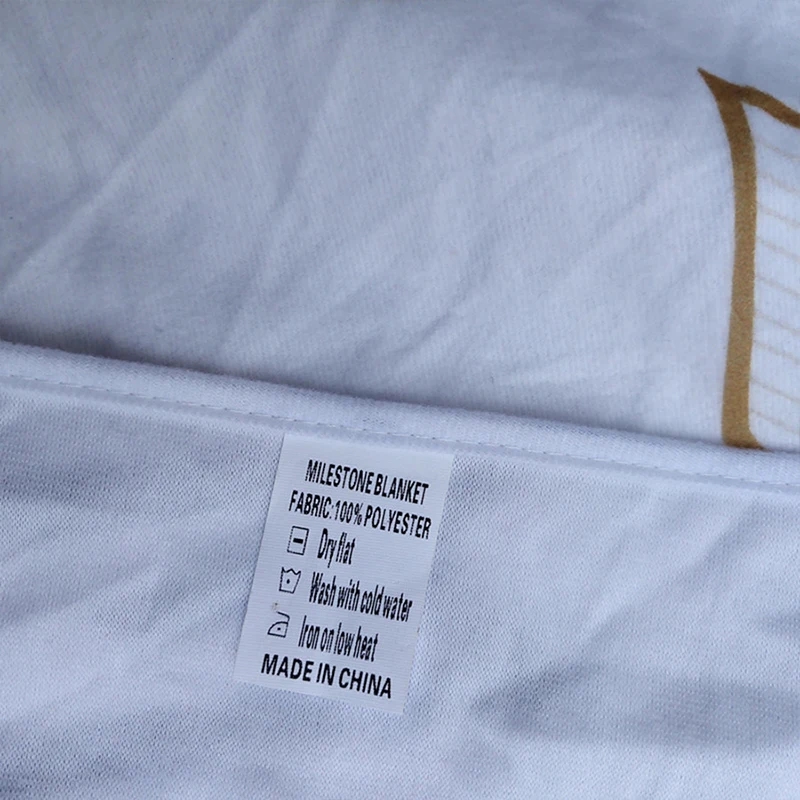 MILESTONE BLANKET
FABRIC:100% POLYESTER
Dry flat
Wash with cold water
Iron on low heat
MADE IN CHINA